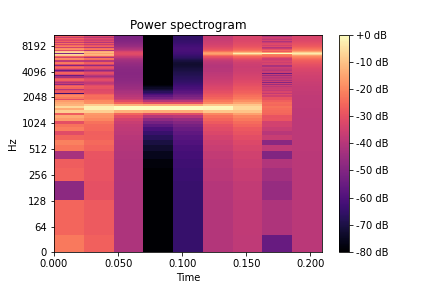 Power spectrogram
8192
4096
2048
1024
512
256
128
64
0
Hz
0.000 0.050 0.100 0.150 0.200
Time
+0 dB
-10 dB
-20 dB
-30 dB
-40 dB
-50 dB
-60 dB
-70 dB
-80 dB